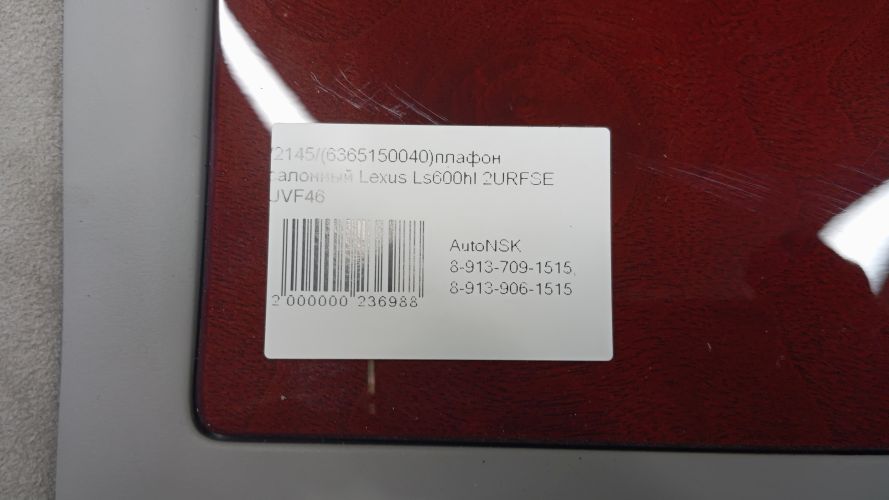 /2145/(6365150040)плафон
салонный Lexus Ls600hl 2URFSE
UVF46
AutoNSK
8-913-709-1515,
8-913-906-1515
2 000000 236988